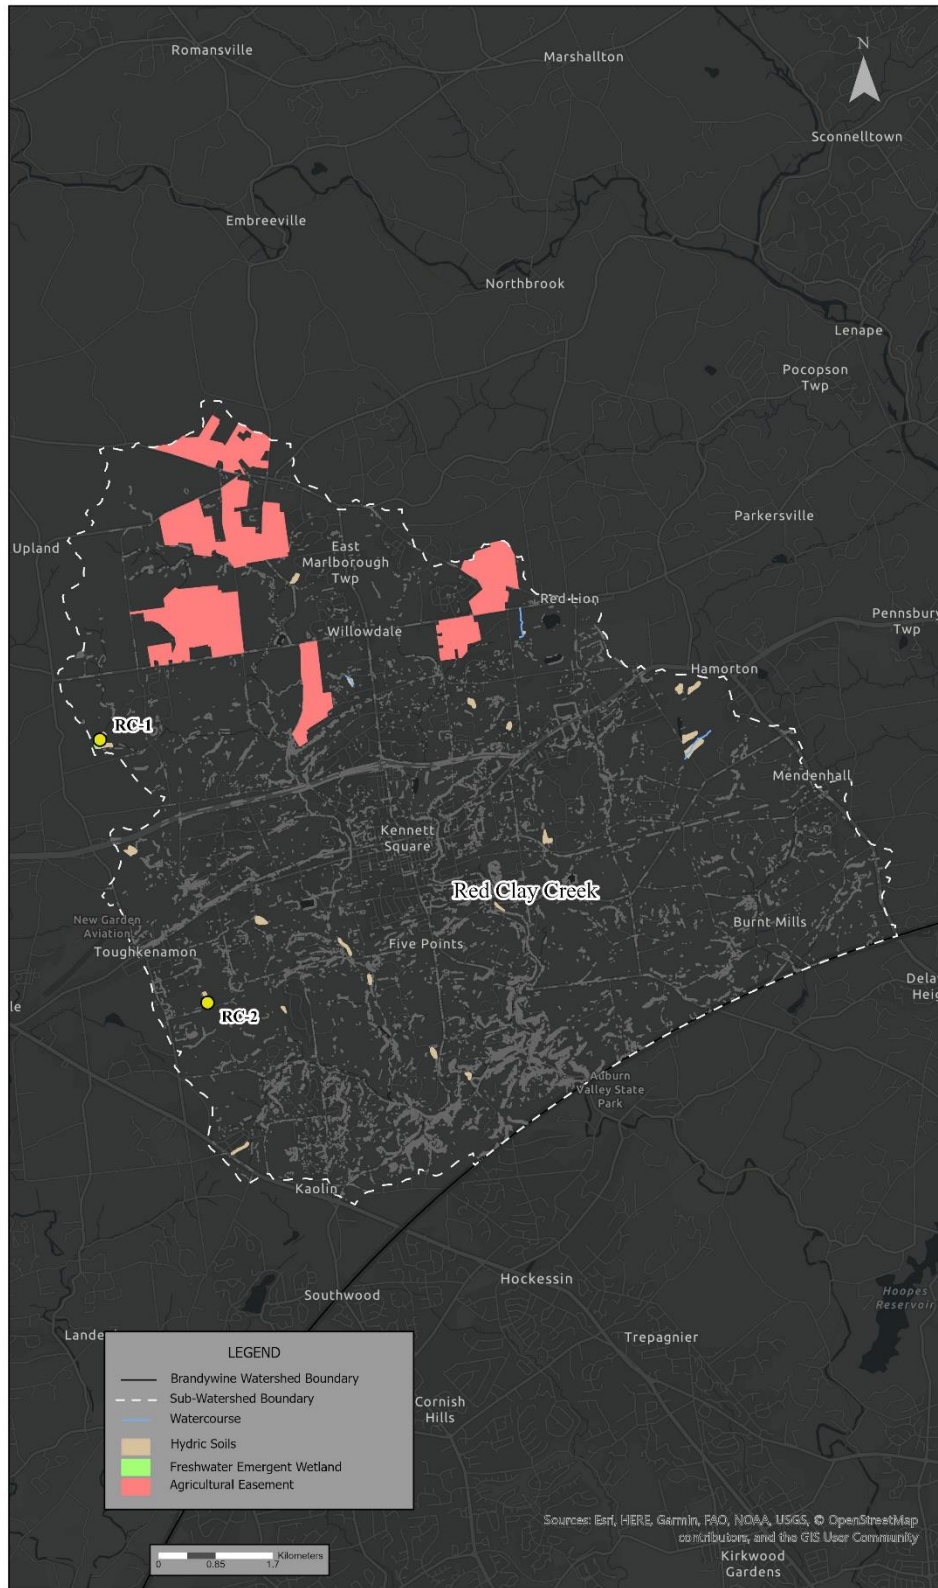 Romansville
Marshallton
N
Sconnelltown
Embreeville
Northbrook
Lenape
Pocopson
Twp
Parkersville
Upland
East
Marlborough
Twp
Red Lion
Pennsbury
Twp
Willowdale
Hamorton
RC-1
Mendenhall
Kennett
Square
Red Clay Creek
New Garden
Aviation
Burnt Mills
Toughkenamon
Five Points
RC-2
Auburn
Valley State
Park
Kaolin
Hockessin
Southwood
Hoopes
Reservoir
Trepagnier
LEGEND
Brandywine Watershed Boundary
Sub-Watershed Boundary
Watercourse
Hydric Soils
Freshwater Emergent Wetland
Agricultural Easement
Cornish
Hills
Sources: Esri, HERE, Garmin, FAO, NOAA, USGS, © OpenStreetMap
contributors, and the GIS User Community
Kilometers
0 0.85 1.7
Kirkwood
Gardens